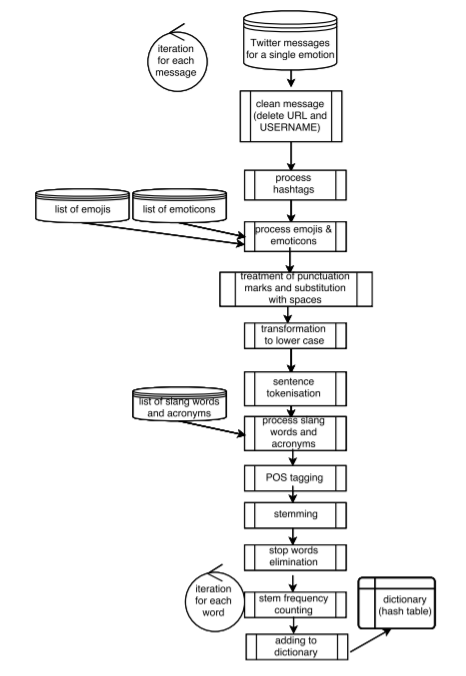 Twitter messages
for a single emotion
iteration
for each
message
clean message
(delete URL and
USERNAME)
process
hashtags
list of emojis
list of emoticons
process emojis &
emoticons
treatment of punctuation
marks and substitution
with spaces
transformation
to lower case
sentence
tokenisation
list of slang words
and acronyms
process slang
words and
acronyms
POS tagging
stemming
stop words
elimination
iteration
for each
word
stem frequency
counting
dictionary
(hash table)
adding to
dictionary